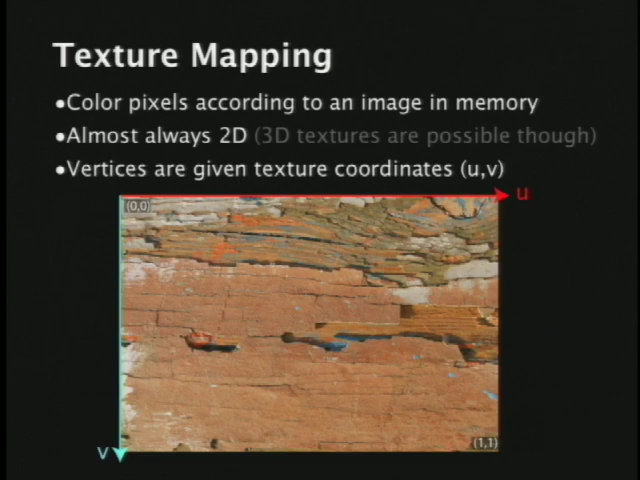 Texture Mapping
•Color pixels according to an image in memory
•Almost always 2D (3D textures are possible though)
•Vertices are given texture coordinates (u,v)
(0,0)
u
(1,1)
v